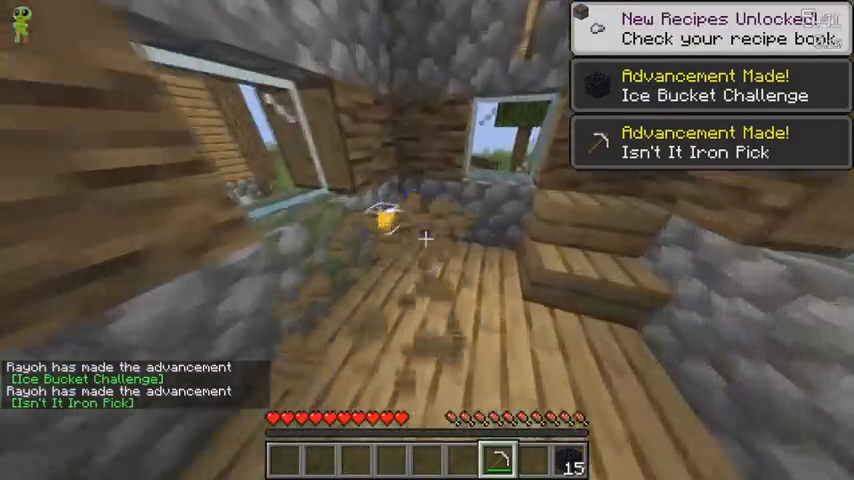 New Recipes Unlocked!
Check your recipe book
Advancement Made!
Ice Bucket Challenge
Advancement Made!
Isn't It Iron Pick
Rayoh has made the advancement
[Ice Bucket Challenge]
Rayoh has made the advancement
[Isn't It Iron Pick]
15